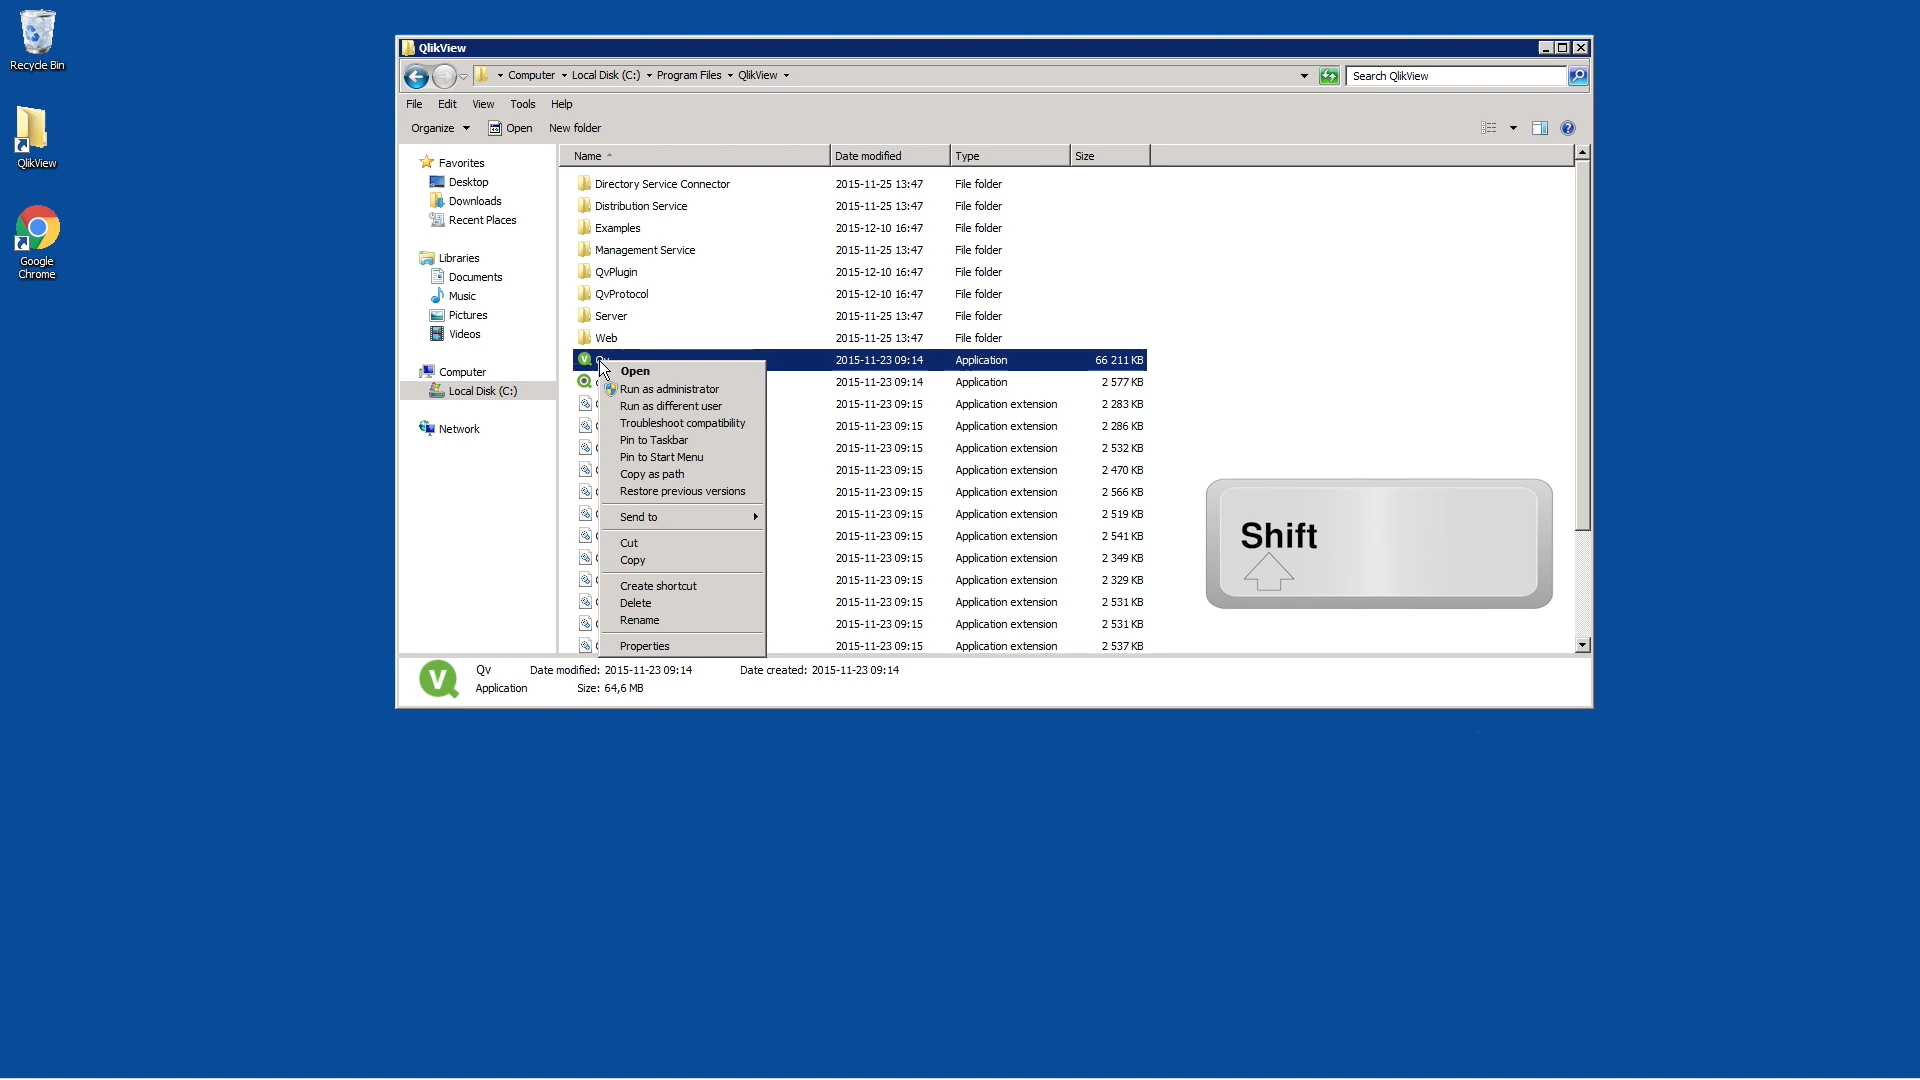 Recycle Bin
QlikView
Google
Chrome
QlikView
Computer Local Disk (C:) Program Files QlikView
Search QlikView
File Edit View Tools Help
Organize Open New folder
Favorites
Desktop
Downloads
Recent Places
Libraries
Documents
Music
Pictures
Videos
Computer
Local Disk (C:)
Network
Name Date modified Type Size
Directory Service Connector 2015-11-25 13:47 File folder
Distribution Service 2015-11-25 13:47 File folder
Examples 2015-12-10 16:47 File folder
Management Service 2015-11-25 13:47 File folder
QvPlugin 2015-12-10 16:47 File folder
QvProtocol 2015-12-10 16:47 File folder
Server 2015-11-25 13:47 File folder
Web 2015-11-25 13:47 File folder
2015-11-23 09:14 Application 66 211 KB
2015-11-23 09:14 Application 2 577 KB
2015-11-23 09:15 Application extension 2 283 KB
2015-11-23 09:15 Application extension 2 286 KB
2015-11-23 09:15 Application extension 2 532 KB
2015-11-23 09:15 Application extension 2 470 KB
2015-11-23 09:15 Application extension 2 566 KB
2015-11-23 09:15 Application extension 2 519 KB
2015-11-23 09:15 Application extension 2 541 KB
2015-11-23 09:15 Application extension 2 349 KB
2015-11-23 09:15 Application extension 2 329 KB
2015-11-23 09:15 Application extension 2 531 KB
2015-11-23 09:15 Application extension 2 531 KB
2015-11-23 09:15 Application extension 2 537 KB
Open
Run as administrator
Run as different user
Troubleshoot compatibility
Pin to Taskbar
Pin to Start Menu
Copy as path
Restore previous versions
Send to
Cut
Copy
Create shortcut
Delete
Rename
Properties
Shift
Qv Date modified: 2015-11-23 09:14 Date created: 2015-11-23 09:14
Application Size: 64,6 MB